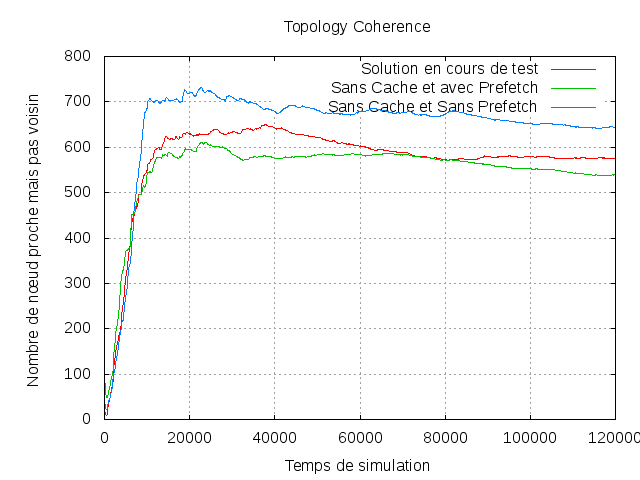 Topology Coherence
Nombre de nœud proche mais pas voisin
800
700
600
500
400
300
200
100
0
Solution en cours de test
Sans Cache et avec Prefetch
Sans Cache et Sans Prefetch
0 20000 40000 60000 80000 100000 120000
Temps de simulation